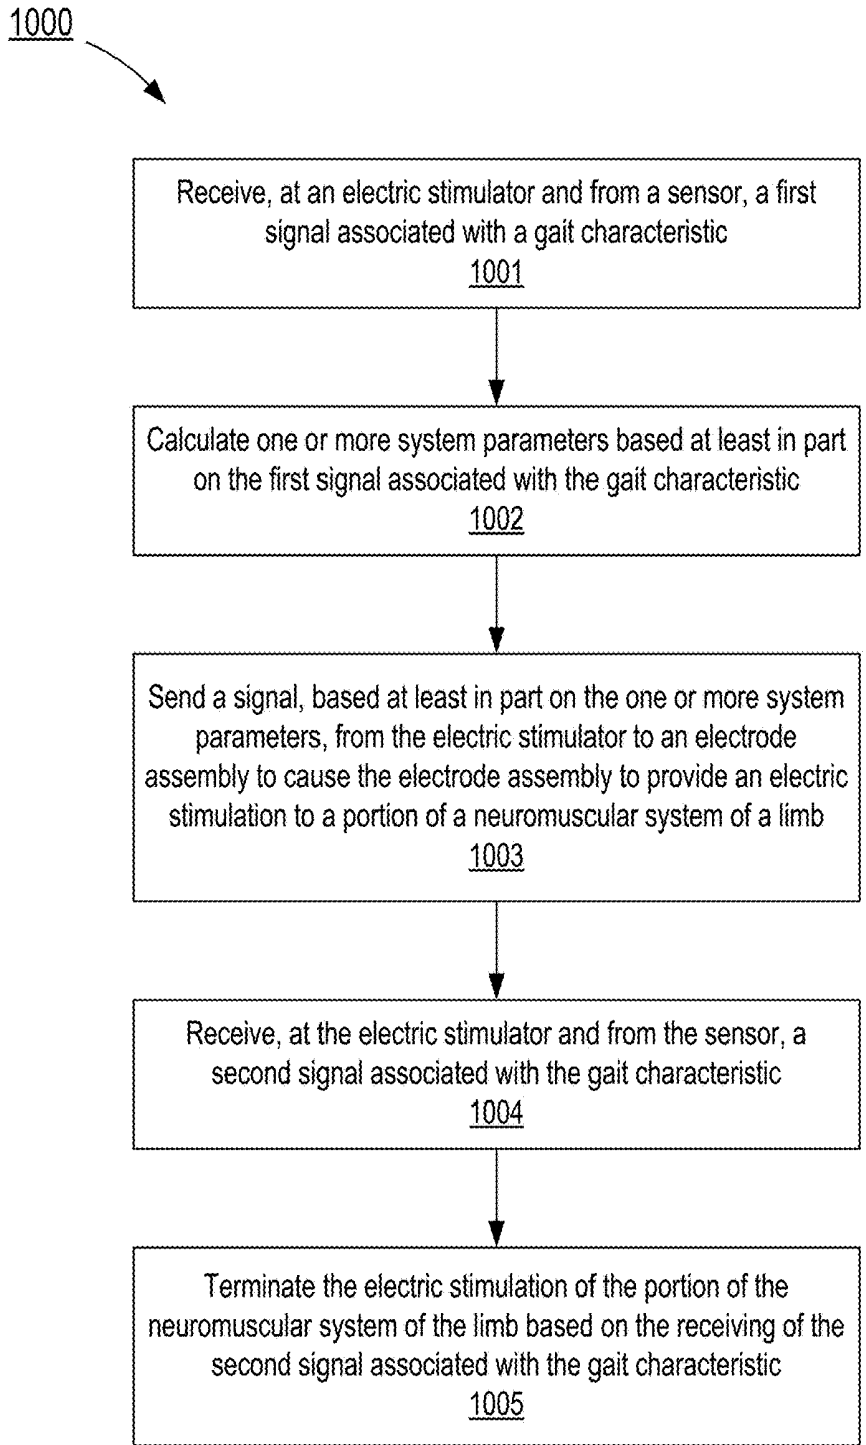 1000
Receive, at an electric stimulator and from a sensor, a first
signal associated with a gait characteristic
1001
Calculate one or more system parameters based at least in part
on the first signal associated with the gait characteristic
1002
Send a signal, based at least in part on the one or more system
parameters, from the electric stimulator to an electrode
assembly to cause the electrode assembly to provide an electric
stimulation to a portion of a neuromuscular system of a limb
1003
Receive, at the electric stimulator and from the sensor, a
second signal associated with the gait characteristic
1004
Terminate the electric stimulation of the portion of the
neuromuscular system of the limb based on the receiving of the
second signal associated with the gait characteristic
1005